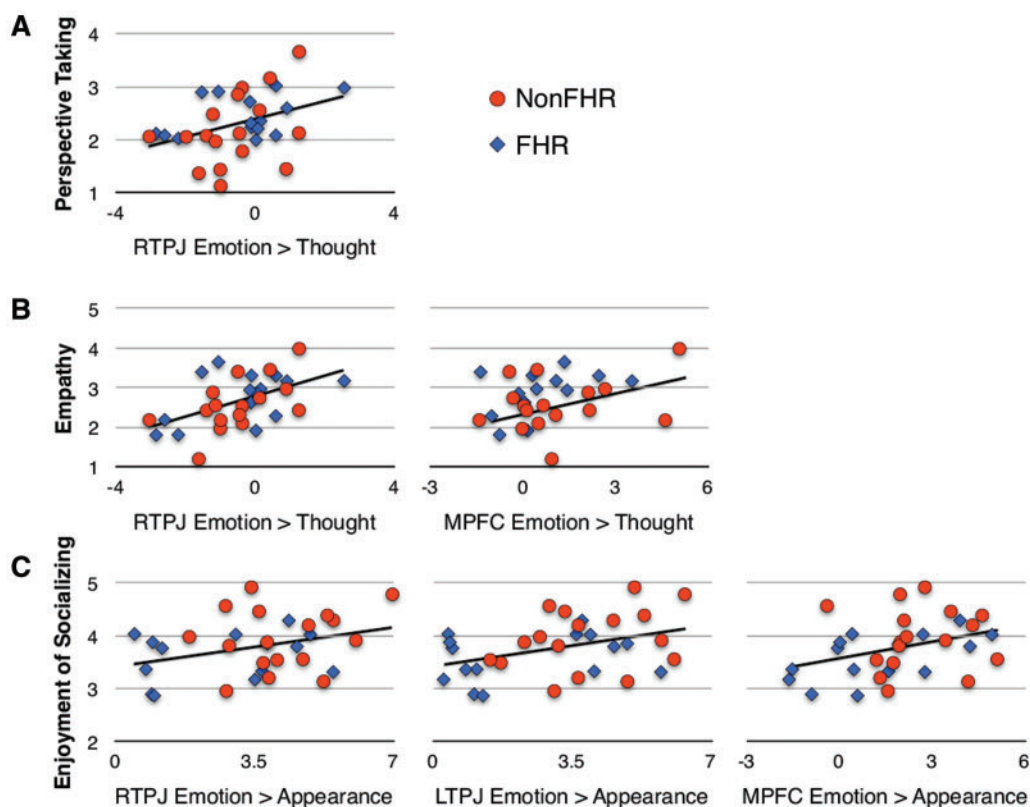 A
Perspective Taking
4
3
2
1
-4 0 4
RTPJ Emotion > Thought
NonFHR
FHR
B
Empathy
5
4
3
2
1
-4 0 4
RTPJ Emotion > Thought
-3 0 3 6
MPFC Emotion > Thought
C
Enjoyment of Socializing
5
4
3
2
0 3.5 7
RTPJ Emotion > Appearance
0 3.5 7
LTPJ Emotion > Appearance
-3 0 3 6
MPFC Emotion > Appearance